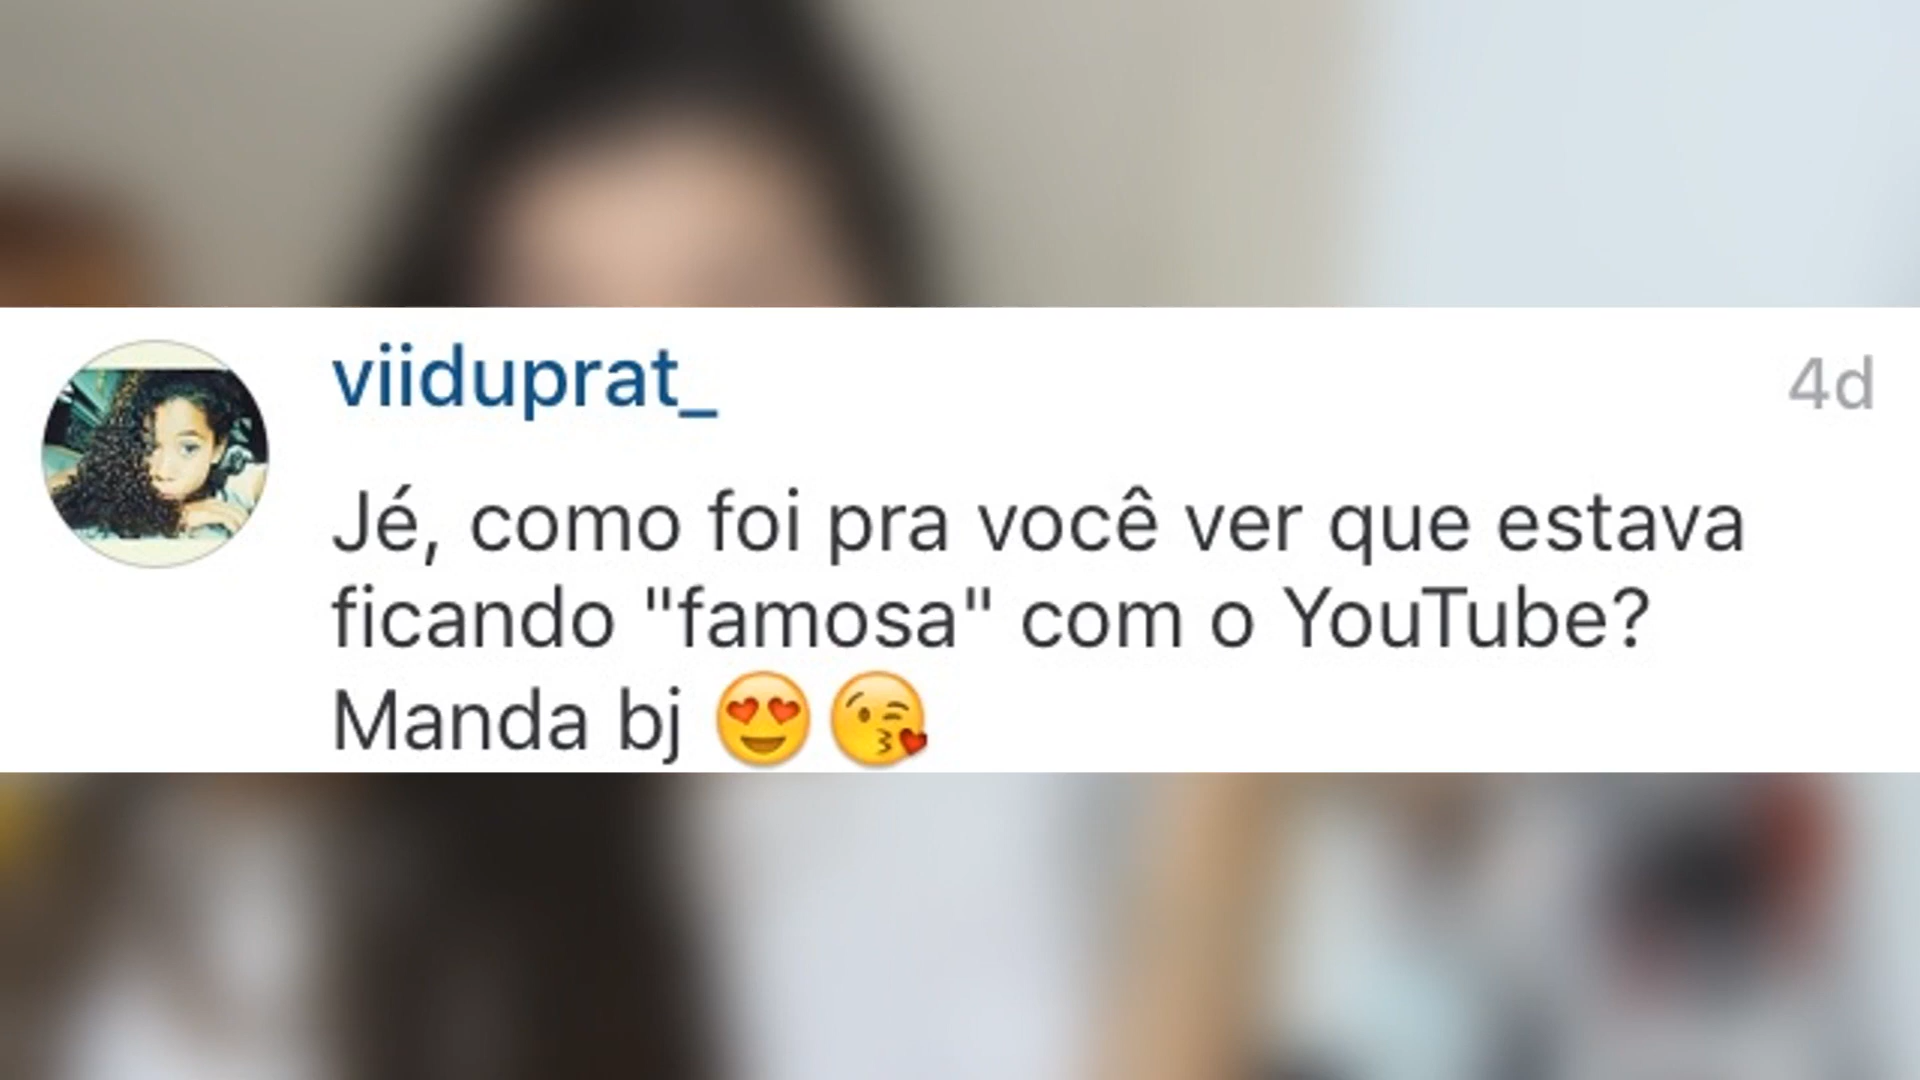 viiduprat_
4d
Jé, como foi pra você ver que estava
ficando "famosa" com o YouTube?
Manda bj 😍😘